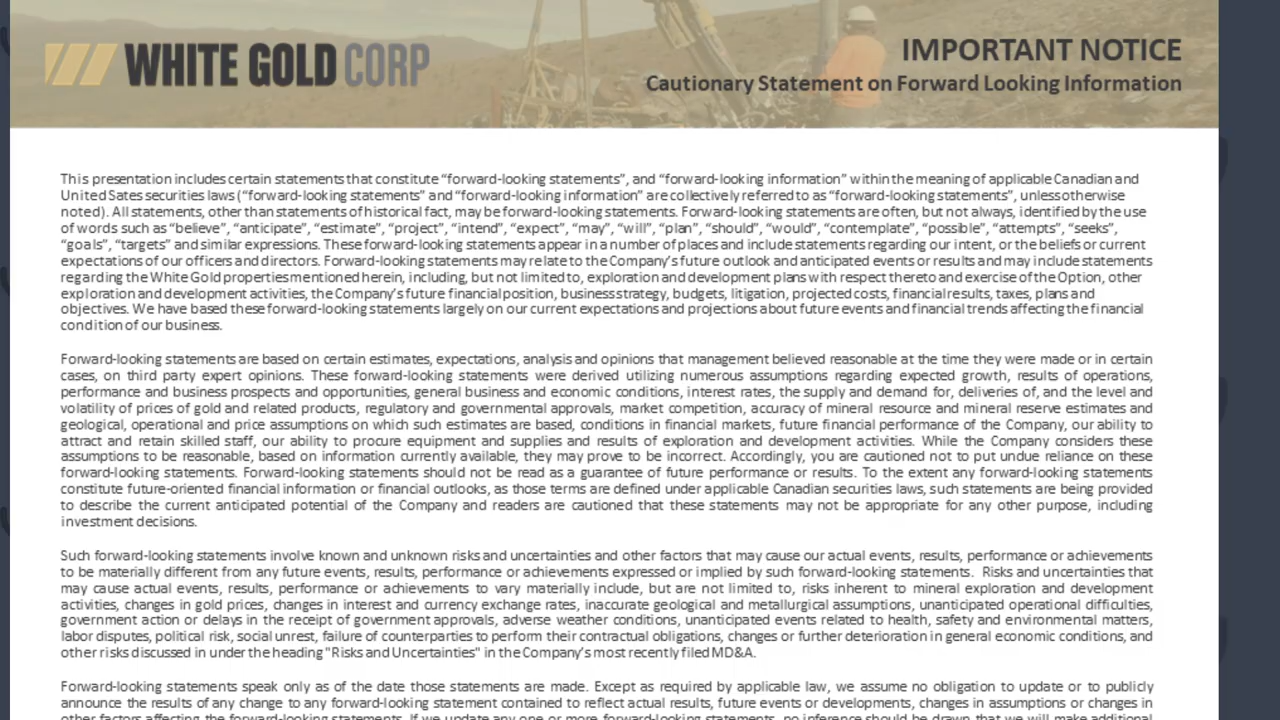 WHITE GOLD CORP
IMPORTANT NOTICE
Cautionary Statement on Forward Looking Information
This presentation includes certain statements that constitute “forward-looking statements”, and “forward-looking information” within the meaning of applicable Canadian and
United Sates securities laws (“forward-looking statements” and “forward-looking information” are collectively referred to as “forward-looking statements”, unless otherwise
noted). All statements, other than statements of historical fact, may be forward-looking statements. Forward-looking statements are often, but not always, identified by the use
of words such as “believe”, “anticipate”, “estimate”, “project”, “intend”, “expect”, “may”, “will”, “plan”, “should”, “would”, “contemplate”, “possible”, “attempts”, “seeks”,
“goals”, “targets” and similar expressions. These forward-looking statements appear in a number of places and include statements regarding our intent, or the beliefs or current
expectations of our officers and directors. Forward-looking statements may relate to the Company’s future outlook and anticipated events or results and may include statements
regarding the White Gold properties mentioned herein, including, but not limited to, exploration and development plans with respect thereto and exercise of the Option, other
exploration and development activities, the Company’s future financial position, business strategy, budgets, litigation, projected costs, financial results, taxes, plans and
objectives. We have based these forward-looking statements largely on our current expectations and projections about future events and financial trends affecting the financial
condition of our business.
Forward-looking statements are based on certain estimates, expectations, analysis and opinions that management believed reasonable at the time they were made or in certain
cases, on third party expert opinions. These forward-looking statements were derived utilizing numerous assumptions regarding expected growth, results of operations,
performance and business prospects and opportunities, general business and economic conditions, interest rates, the supply and demand for, deliveries of, and the level and
volatility of prices of gold and related products, regulatory and governmental approvals, market competition, accuracy of mineral resource and mineral reserve estimates and
geological, operational and price assumptions on which such estimates are based, conditions in financial markets, future financial performance of the Company, our ability to
attract and retain skilled staff, our ability to procure equipment and supplies and results of exploration and development activities. While the Company considers these
assumptions to be reasonable, based on information currently available, they may prove to be incorrect. Accordingly, you are cautioned not to put undue reliance on these
forward-looking statements. Forward-looking statements should not be read as a guarantee of future performance or results. To the extent any forward-looking statements
constitute future-oriented financial information or financial outlooks, as those terms are defined under applicable Canadian securities laws, such statements are being provided
to describe the current anticipated potential of the Company and readers are cautioned that these statements may not be appropriate for any other purpose, including
investment decisions.
Such forward-looking statements involve known and unknown risks and uncertainties and other factors that may cause our actual events, results, performance or achievements
to be materially different from any future events, results, performance or achievements expressed or implied by such forward-looking statements. Risks and uncertainties that
may cause actual events, results, performance or achievements to vary materially include, but are not limited to, risks inherent to mineral exploration and development
activities, changes in gold prices, changes in interest and currency exchange rates, inaccurate geological and metallurgical assumptions, unanticipated operational difficulties,
government action or delays in the receipt of government approvals, adverse weather conditions, unanticipated events related to health, safety and environmental matters,
labor disputes, political risk, social unrest, failure of counterparties to perform their contractual obligations, changes or further deterioration in general economic conditions, and
other risks discussed in under the heading "Risks and Uncertainties" in the Company’s most recently filed MD&A.
Forward-looking statements speak only as of the date those statements are made. Except as required by applicable law, we assume no obligation to update or to publicly
announce the results of any change to any forward-looking statement contained to reflect actual results, future events or developments, changes in assumptions or changes in
other factors affecting the forward-looking statements. If we update any one or more forward-looking statements, no inference should be drawn that we will make additional